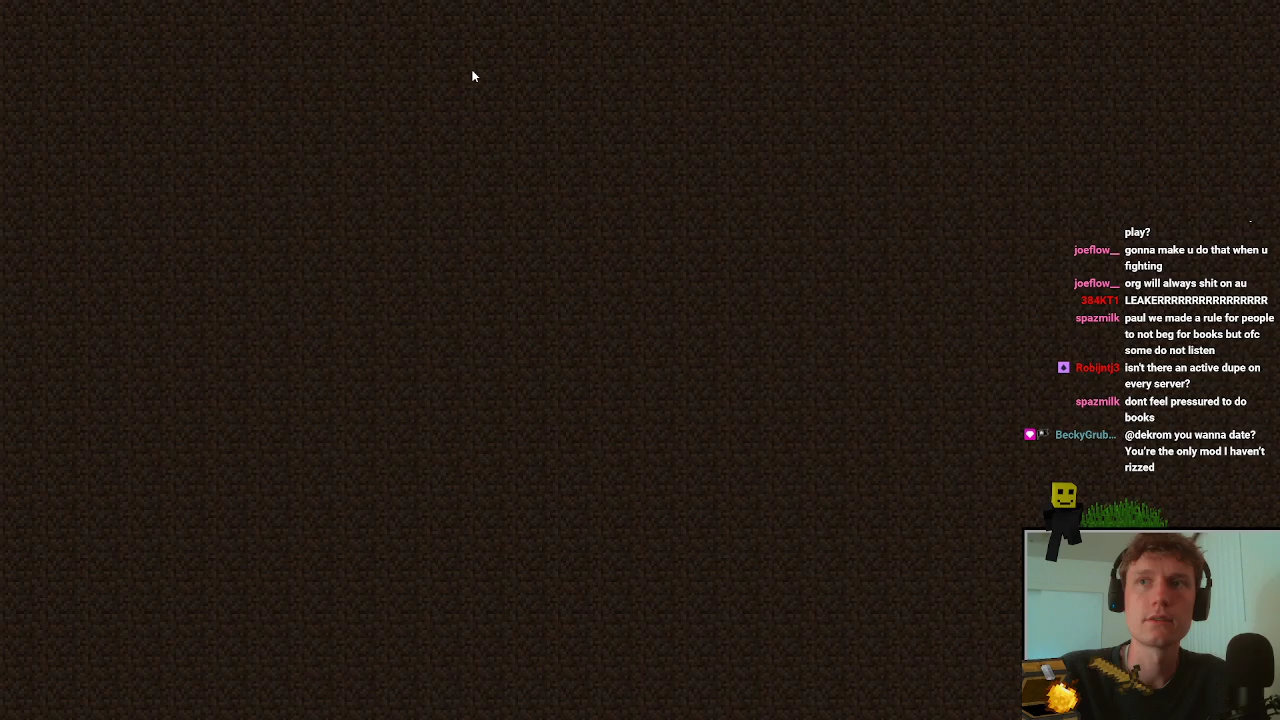 play?
joeflow__ gonna make u do that when u
fighting
joeflow__ org will always shit on au
384KT1 LEAKERRRRRRRRRRRRRRRRR
spazmilk paul we made a rule for people
to not beg for books but ofc
some do not listen
Robijntj3 isn't there an active dupe on
every server?
spazmilk dont feel pressured to do
books
BeckyGrub... @dekrom you wanna date?
You're the only mod I haven't
rizzed